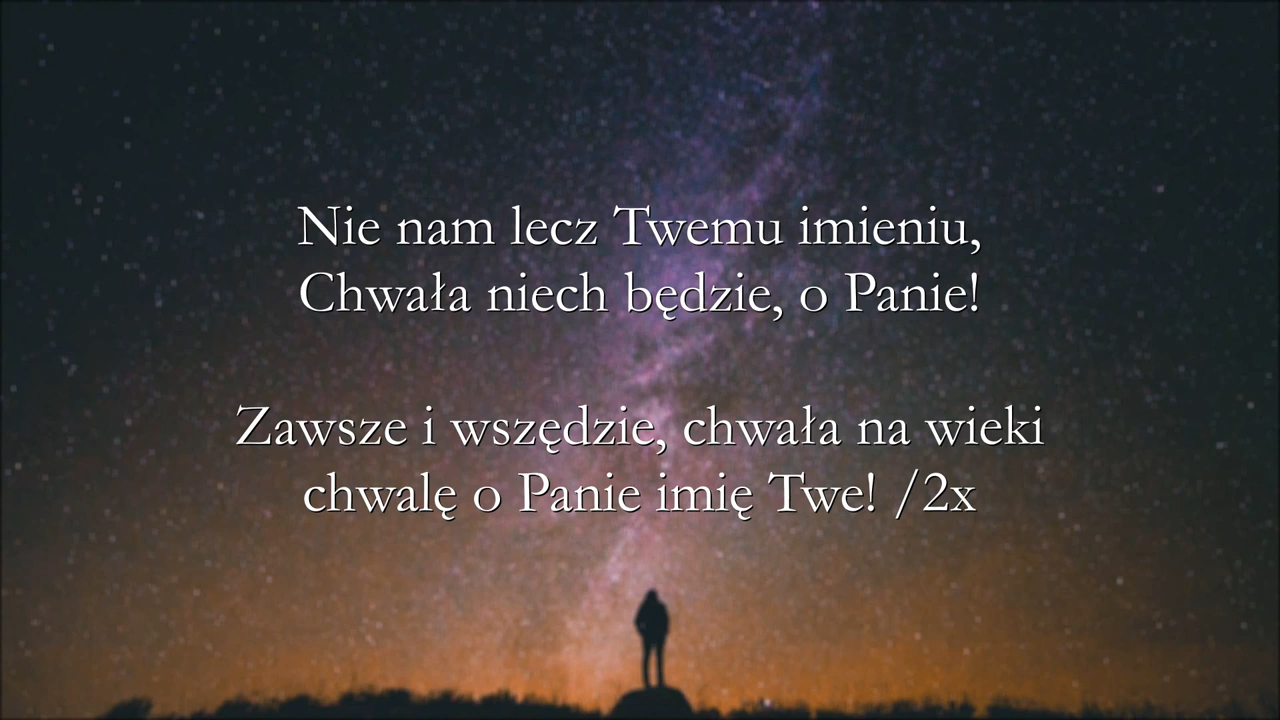 Nie nam lecz Twemu imieniu,
Chwała niech będzie, o Panie!
Zawsze i wszędzie, chwała na wieki
chwalę o Panie imię Twe! /2x